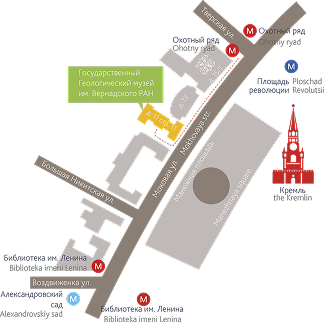 Тверская ул.
Охотный ряд
Ohotny ryad
Охотный ряд
Ohotny ryad
Площадь Ploschad
революции Revolutsii
Государственный
Геологический музей
им. Вернадского РАН
Моховая ул. Mokhovaya str.
Манежная площадь
Manezhnaya square
Кремль
the Kremlin
Большая Никитская ул.
Библиотека им. Ленина
Biblioteka imeni Lenina
Воздвиженка ул.
Александровский
сад
Alexandrovskiy sad
Библиотека им. Ленина
Biblioteka imeni Lenina